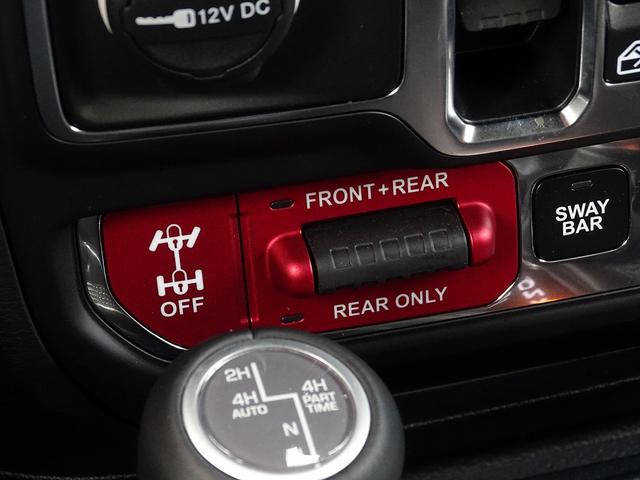 12V DC
FRONT+REAR
OFF
REAR ONLY
SWAY
BAR
2H
4H
AUTO
4H
PART
TIME
N